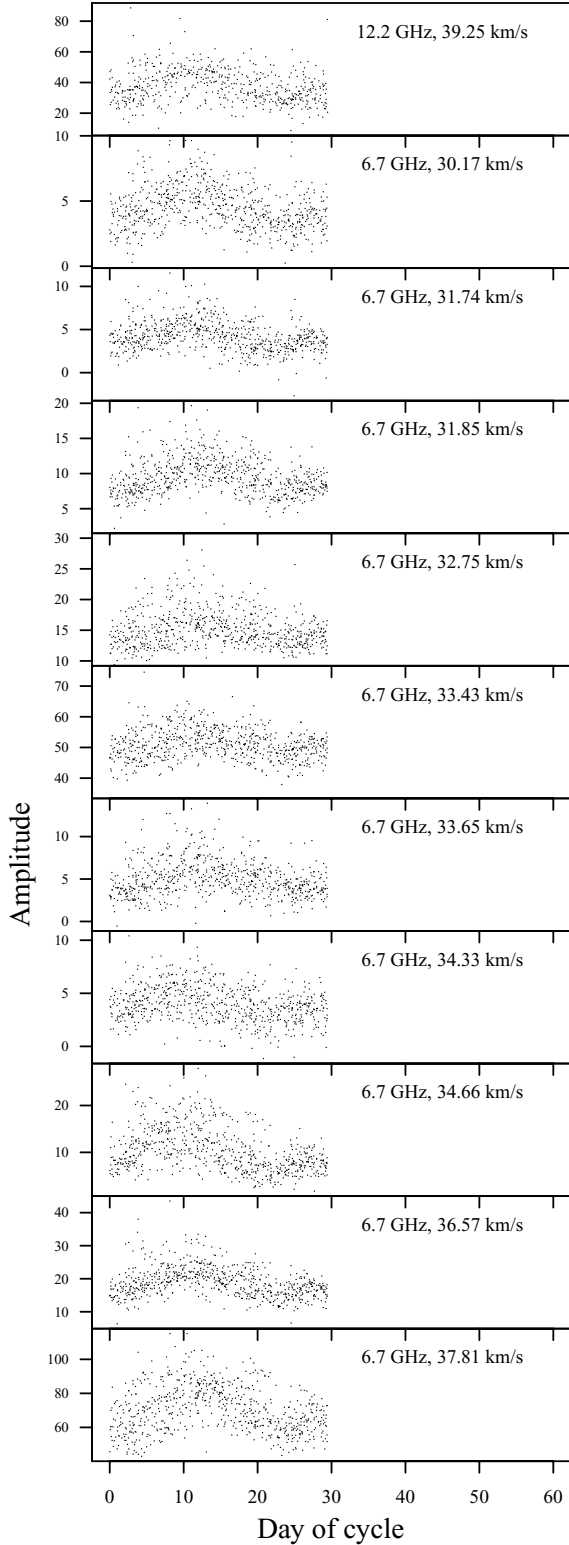 80
60
40
20
12.2 GHz, 39.25 km/s
10
5
0
6.7 GHz, 30.17 km/s
10
5
0
6.7 GHz, 31.74 km/s
20
15
10
5
6.7 GHz, 31.85 km/s
30
25
20
15
10
6.7 GHz, 32.75 km/s
70
60
50
40
6.7 GHz, 33.43 km/s
10
5
0
6.7 GHz, 33.65 km/s
10
5
0
6.7 GHz, 34.33 km/s
20
10
6.7 GHz, 34.66 km/s
40
30
20
10
6.7 GHz, 36.57 km/s
100
80
60
6.7 GHz, 37.81 km/s
Amplitude
0 10 20 30 40 50 60
Day of cycle